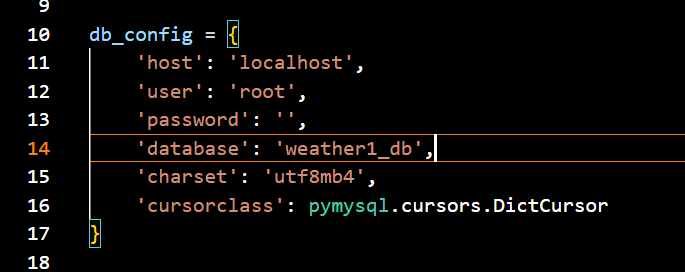 9
10 db_config = {
11 'host': 'localhost',
12 'user': 'root',
13 'password': '',
14 'database': 'weather1_db',
15 'charset': 'utf8mb4',
16 'cursorclass': pymysql.cursors.DictCursor
17 }
18